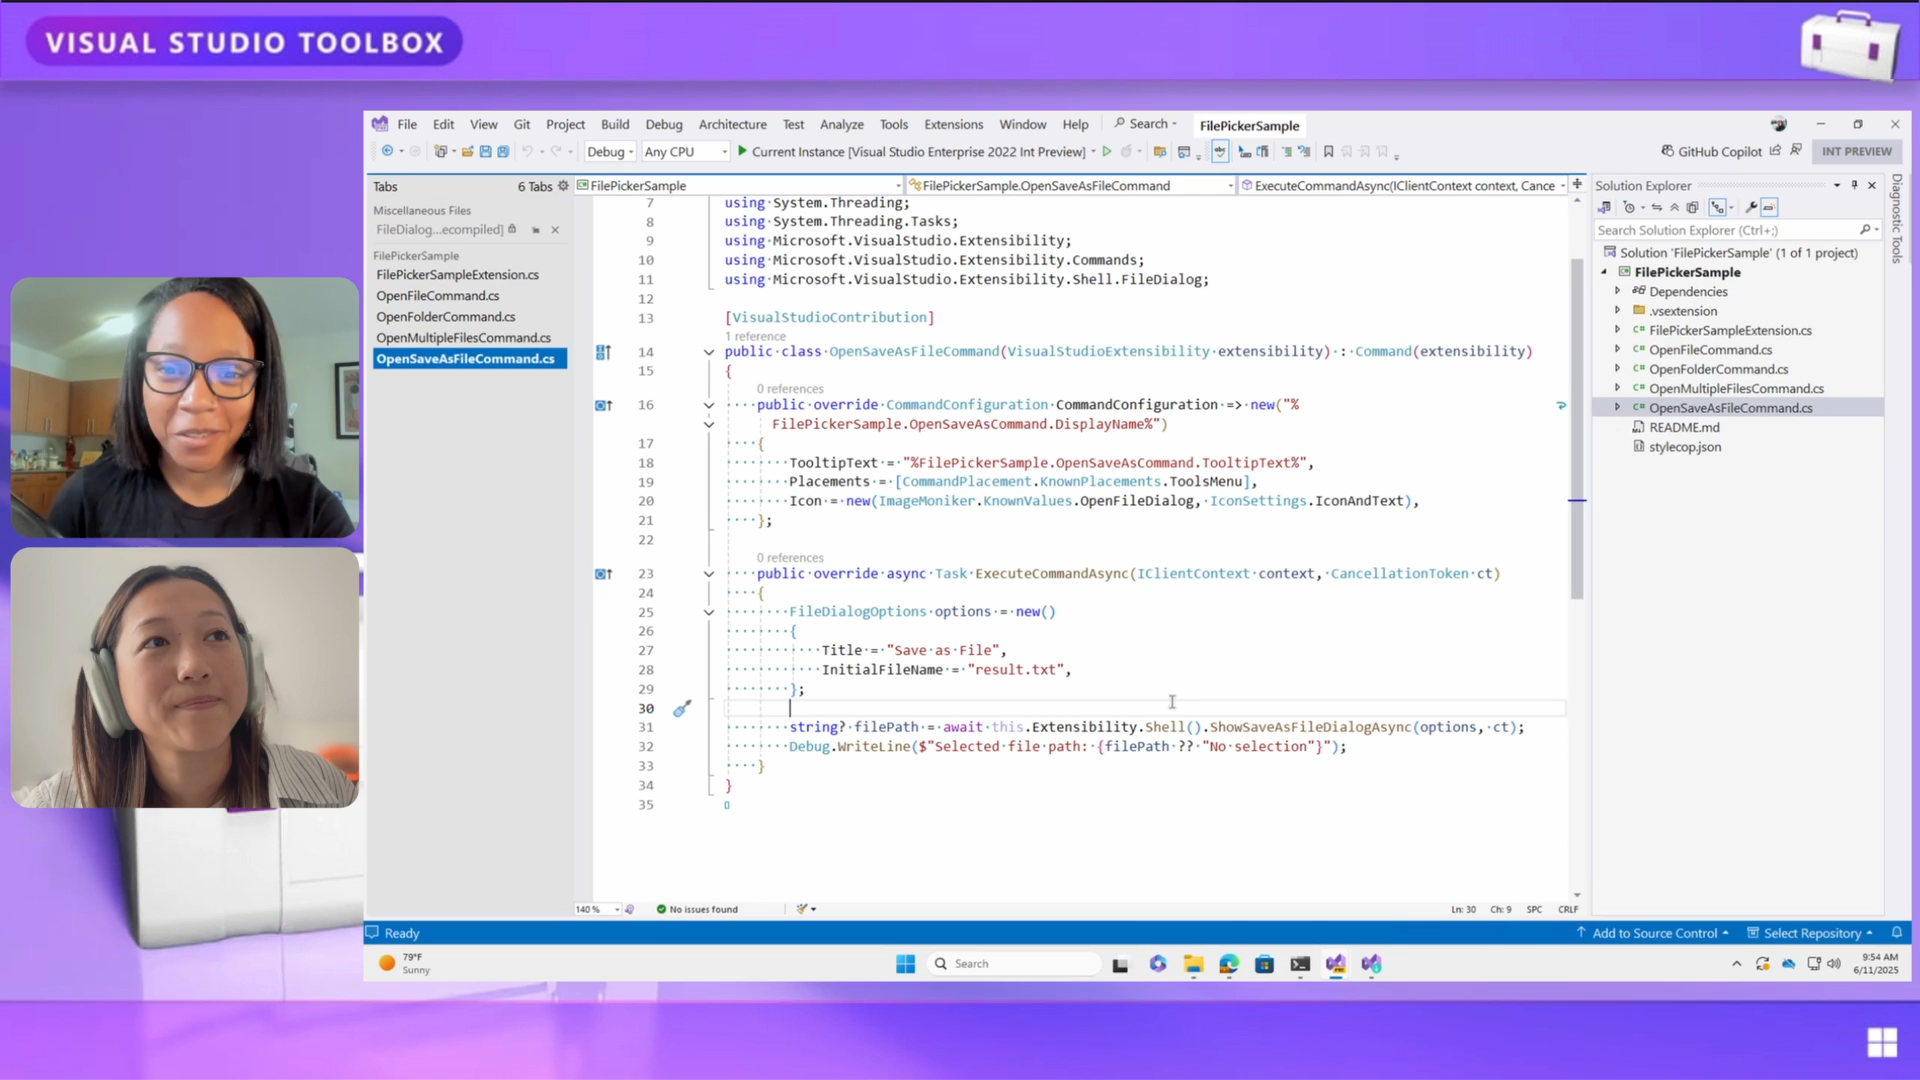 VISUAL STUDIO TOOLBOX
File Edit View Git Project Build Debug Architecture Test Analyze Tools Extensions Window Help Search FilePickerSample
Debug Any CPU Current Instance [Visual Studio Enterprise 2022 Int Preview] GitHub Copilot INT PREVIEW
Tabs 6 Tabs
Miscellaneous Files
FileDialog...ecompiled]
FilePickerSample
FilePickerSampleExtension.cs
OpenFileCommand.cs
OpenFolderCommand.cs
OpenMultipleFilesCommand.cs
OpenSaveAsFileCommand.cs
FilePickerSample FilePickerSample.OpenSaveAsFileCommand ExecuteCommandAsync(IClientContext context, Cance
7 using System.Threading;
8 using System.Threading.Tasks;
9 using Microsoft.VisualStudio.Extensibility;
10 using Microsoft.VisualStudio.Extensibility.Commands;
11 using Microsoft.VisualStudio.Extensibility.Shell.FileDialog;
12
13 [VisualStudioContribution]
1 reference
14 public class OpenSaveAsFileCommand(VisualStudioExtensibility extensibility) : Command(extensibility)
15 {
0 references
16 public override CommandConfiguration CommandConfiguration => new("%
FilePickerSample.OpenSaveAsCommand.DisplayName%")
17 {
18 TooltipText = "%FilePickerSample.OpenSaveAsCommand.TooltipText%",
19 Placements = [CommandPlacement.KnownPlacements.ToolsMenu],
20 Icon = new(ImageMoniker.KnownValues.OpenFileDialog, IconSettings.IconAndText),
21 };
22
0 references
23 public override async Task ExecuteCommandAsync(IClientContext context, CancellationToken ct)
24 {
25 FileDialogOptions options = new()
26 {
27 Title = "Save as File",
28 InitialFileName = "result.txt",
29 };
30
31 string? filePath = await this.Extensibility.Shell().ShowSaveAsFileDialogAsync(options, ct);
32 Debug.WriteLine($"Selected file path: {filePath ?? "No selection"}");
33 }
34 }
35
140 % No issues found Ln: 30 Ch: 9 SPC CRLF
Solution Explorer
Search Solution Explorer (Ctrl+;)
Solution 'FilePickerSample' (1 of 1 project)
FilePickerSample
Dependencies
.vsextension
C# FilePickerSampleExtension.cs
C# OpenFileCommand.cs
C# OpenFolderCommand.cs
C# OpenMultipleFilesCommand.cs
C# OpenSaveAsFileCommand.cs
README.md
stylecop.json
Diagnostic Tools
Ready Add to Source Control Select Repository
79°F
Sunny
Search
9:54 AM
6/11/2025